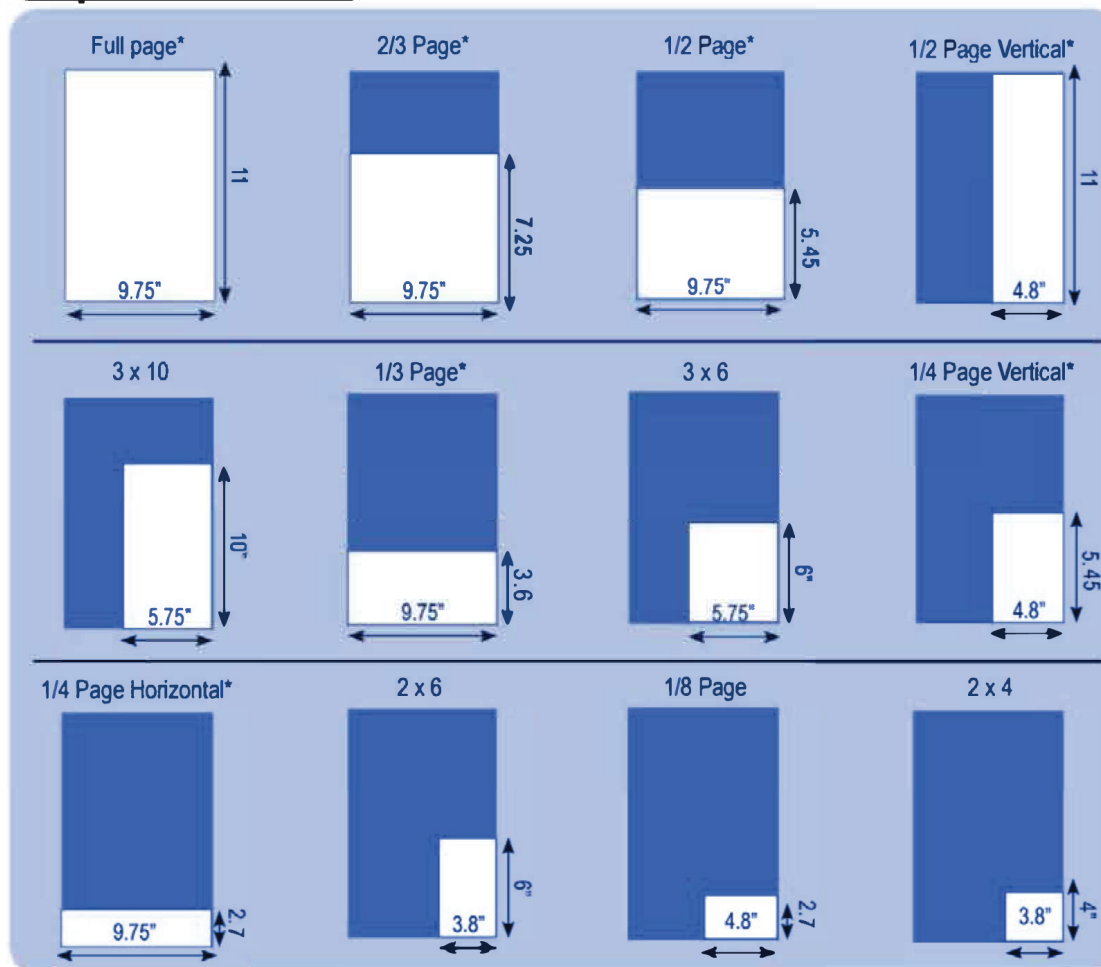 Full page*
2/3 Page*
1/2 Page*
1/2 Page Vertical*
11
7.25
5.45
11
9.75"
9.75"
9.75"
4.8"
3 x 10
1/3 Page*
3 x 6
1/4 Page Vertical*
10"
3.6
6"
5.45
5.75"
9.75"
5.75"
4.8"
1/4 Page Horizontal*
2 x 6
1/8 Page
2 x 4
2.7
6"
2.7
4"
9.75"
3.8"
4.8"
3.8"